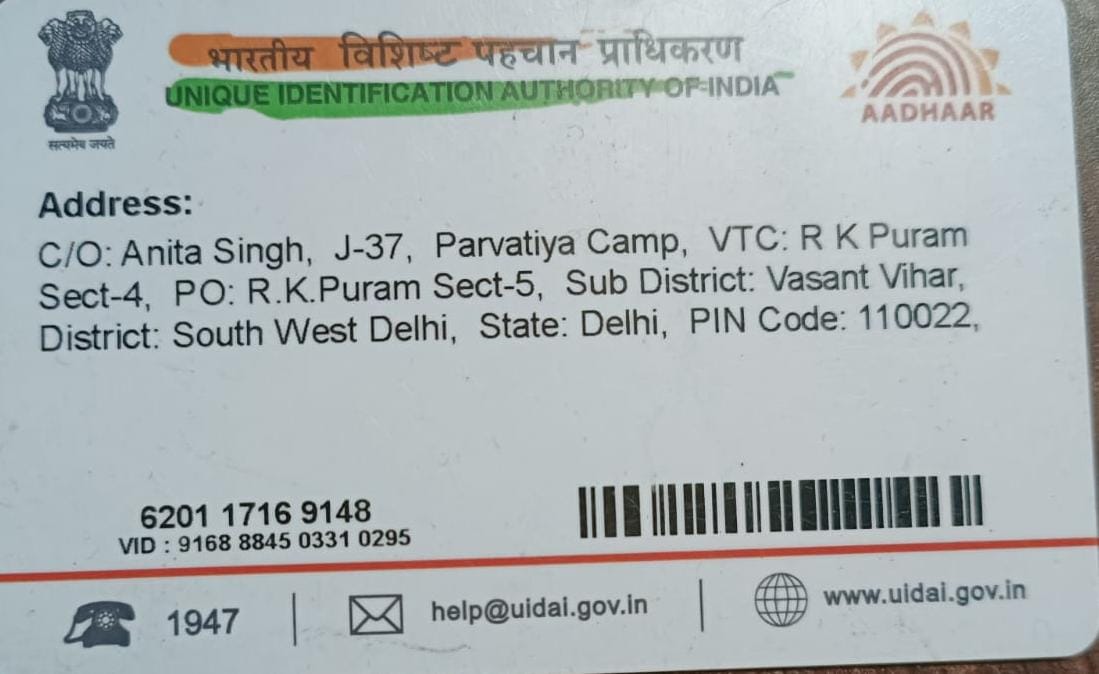 भारतीय विशिष्ट पहचान प्राधिकरण
UNIQUE IDENTIFICATION AUTHORITY OF INDIA
AADHAAR
सत्यमेव जयते
Address:
C/O: Anita Singh, J-37, Parvatiya Camp, VTC: R K Puram
Sect-4, PO: R.K.Puram Sect-5, Sub District: Vasant Vihar,
District: South West Delhi, State: Delhi, PIN Code: 110022,
6201 1716 9148
VID : 9168 8845 0331 0295
1947
help@uidai.gov.in
www.uidai.gov.in